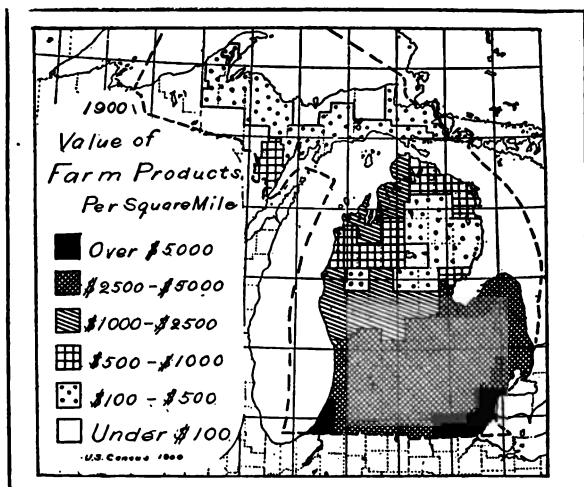 1900
Value of
Farm Products
Per Square Mile
Over $5000
$2500-$5000
$1000-$2500
$500-$1000
$100-$500
Under $100
U.S. Census 1900